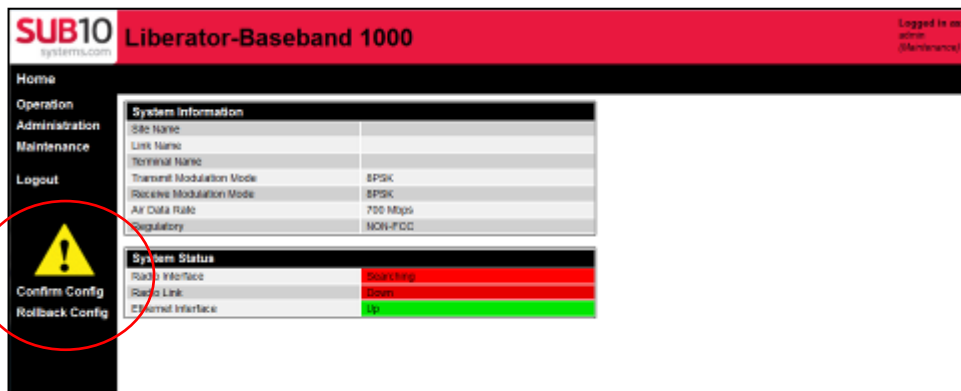 SUB10
systems.com
Liberator-Baseband 1000
Logged in as
admin
(Maintenance)
Home
Operation
Administration
Maintenance
Logout
Confirm Config
Rollback Config
System Information
Site Name
Link Name
Terminal Name
Transmit Modulation Mode 8PSK
Receive Modulation Mode 8PSK
Air Data Rate 700 Mbps
Regulatory NON-FCC
System Status
Radio Interface Searching
Radio Link Down
Ethernet Interface Up